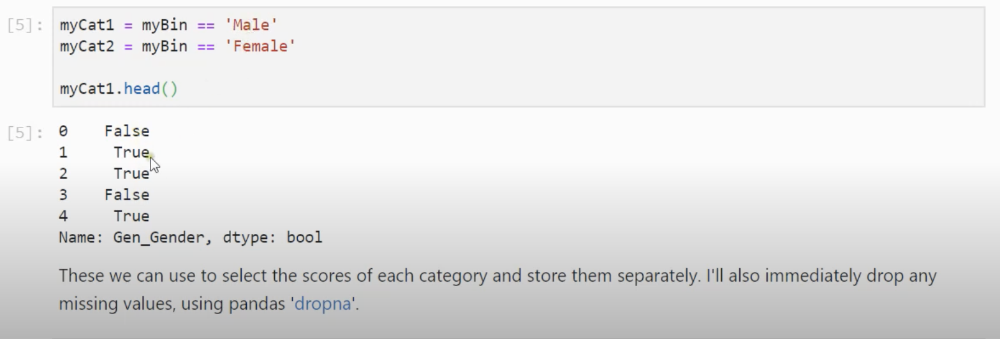 [5]: myCat1 = myBin == 'Male'
myCat2 = myBin == 'Female'
myCat1.head()
[5]: 0 False
1 True
2 True
3 False
4 True
Name: Gen_Gender, dtype: bool
These we can use to select the scores of each category and store them separately. I'll also immediately drop any
missing values, using pandas 'dropna'.